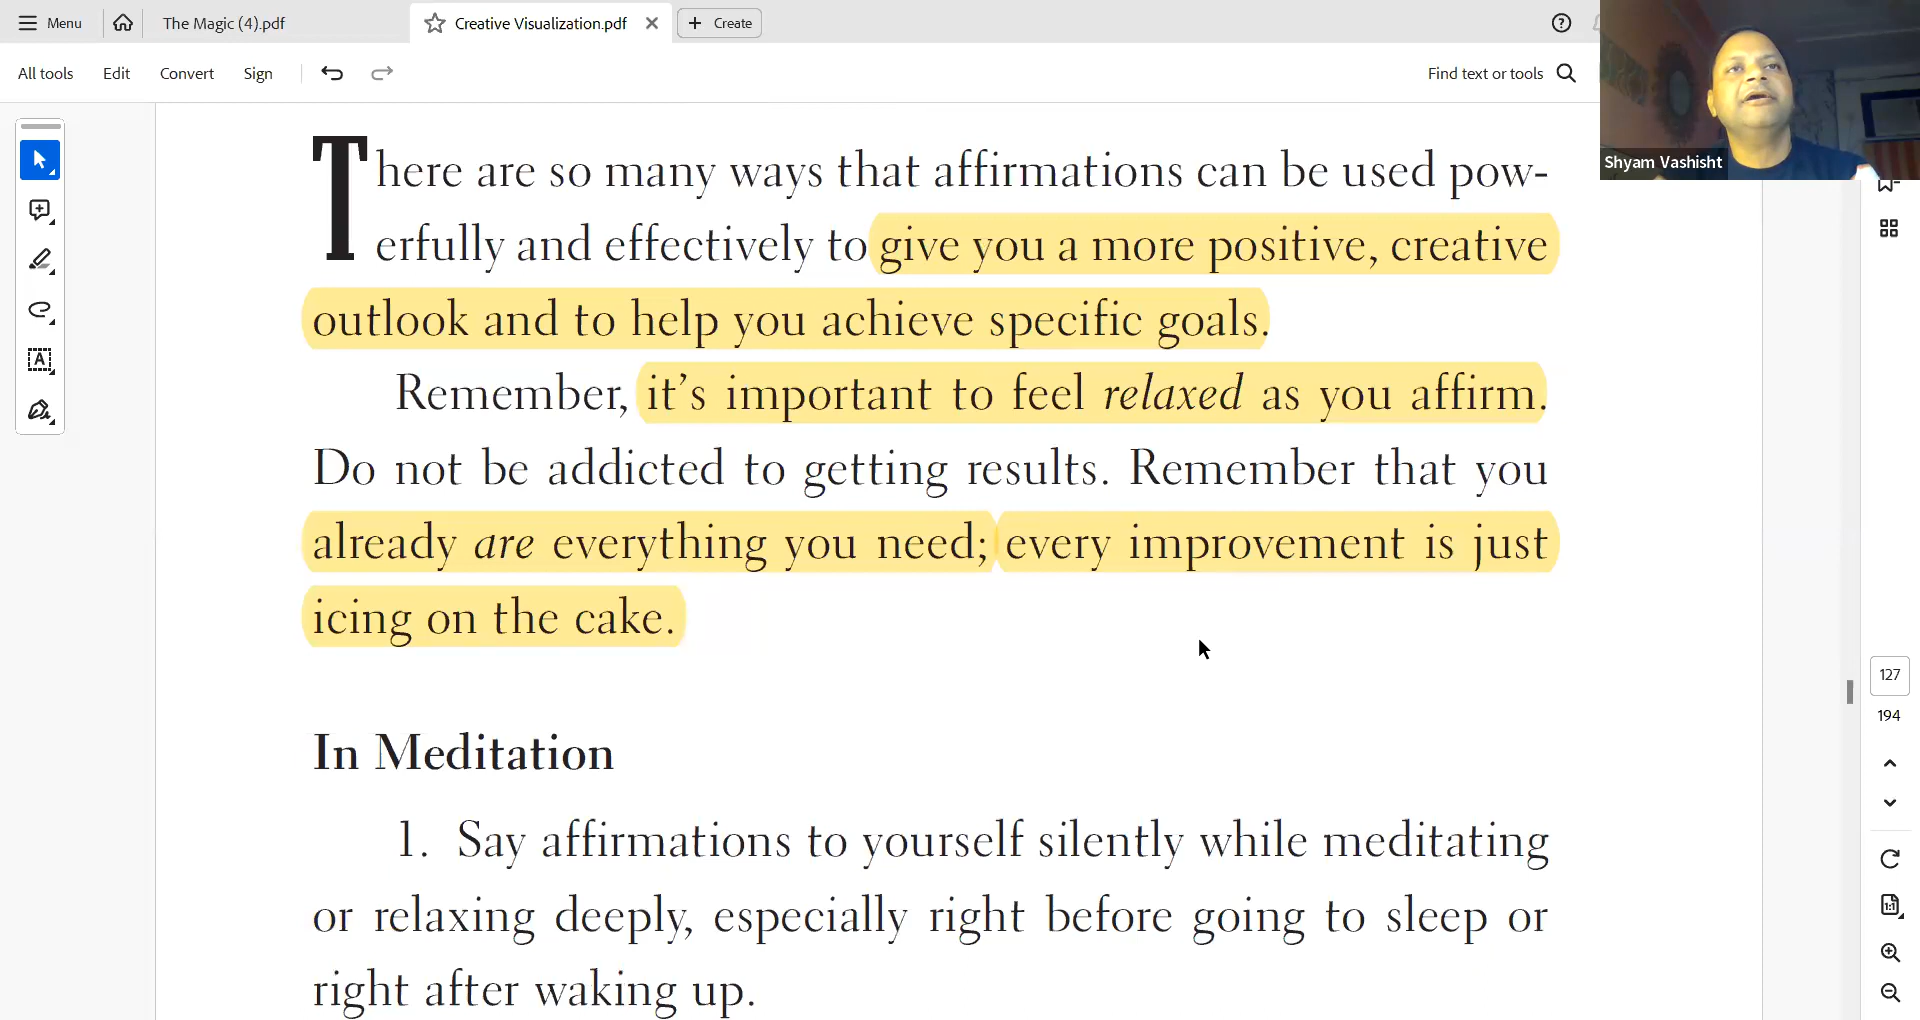 Menu
The Magic (4).pdf
Creative Visualization.pdf
Create
All tools
Edit
Convert
Sign
Find text or tools
Shyam Vashisht
There are so many ways that affirmations can be used pow-
erfully and effectively to give you a more positive, creative
outlook and to help you achieve specific goals.
Remember, it's important to feel relaxed as you affirm.
Do not be addicted to getting results. Remember that you
already are everything you need; every improvement is just
icing on the cake.
In Meditation
1. Say affirmations to yourself silently while meditating
or relaxing deeply, especially right before going to sleep or
right after waking up.
127
194